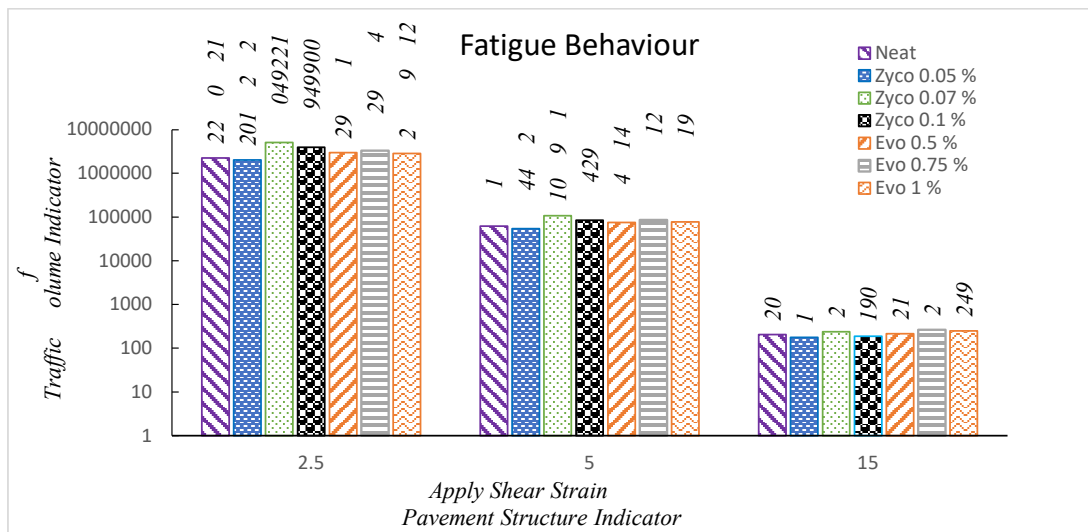 Fatigue Behaviour
22 0 21
201 2 2
049221
949900
29 1
29 4
2 9 12
1
44 2
10 9 1
429
4 14
12
19
20
1
2
190
21
2
249
Neat
Zyco 0.05 %
Zyco 0.07 %
Zyco 0.1 %
Evo 0.5 %
Evo 0.75 %
Evo 1 %
10000000
1000000
100000
10000
1000
100
10
1
f
Traffic olume Indicator
2.5
5
15
Apply Shear Strain
Pavement Structure Indicator